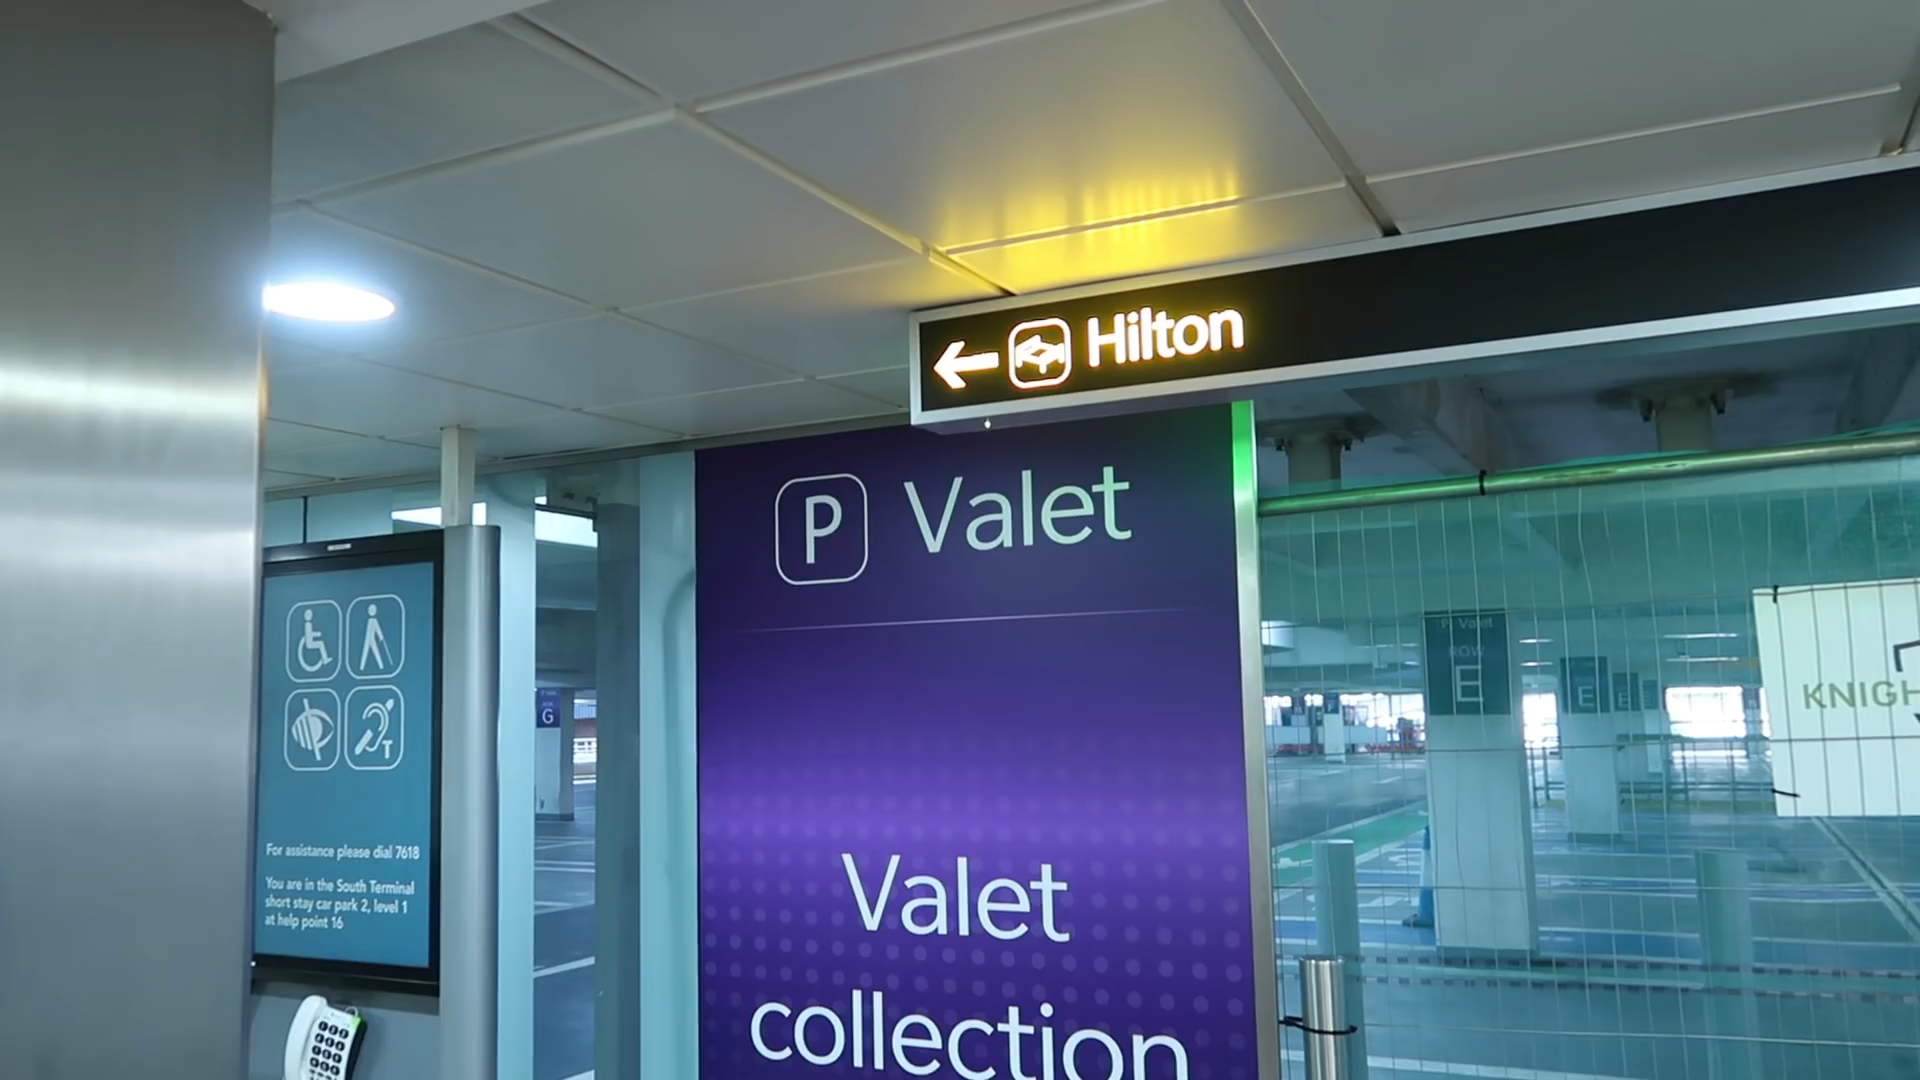 Hilton
P Valet
Valet
collection
For assistance please dial 7618
You are in the South Terminal
short stay car park 2, level 1
at help point 16
T
G
P Valet
ROW
E
E
E
KNIGH